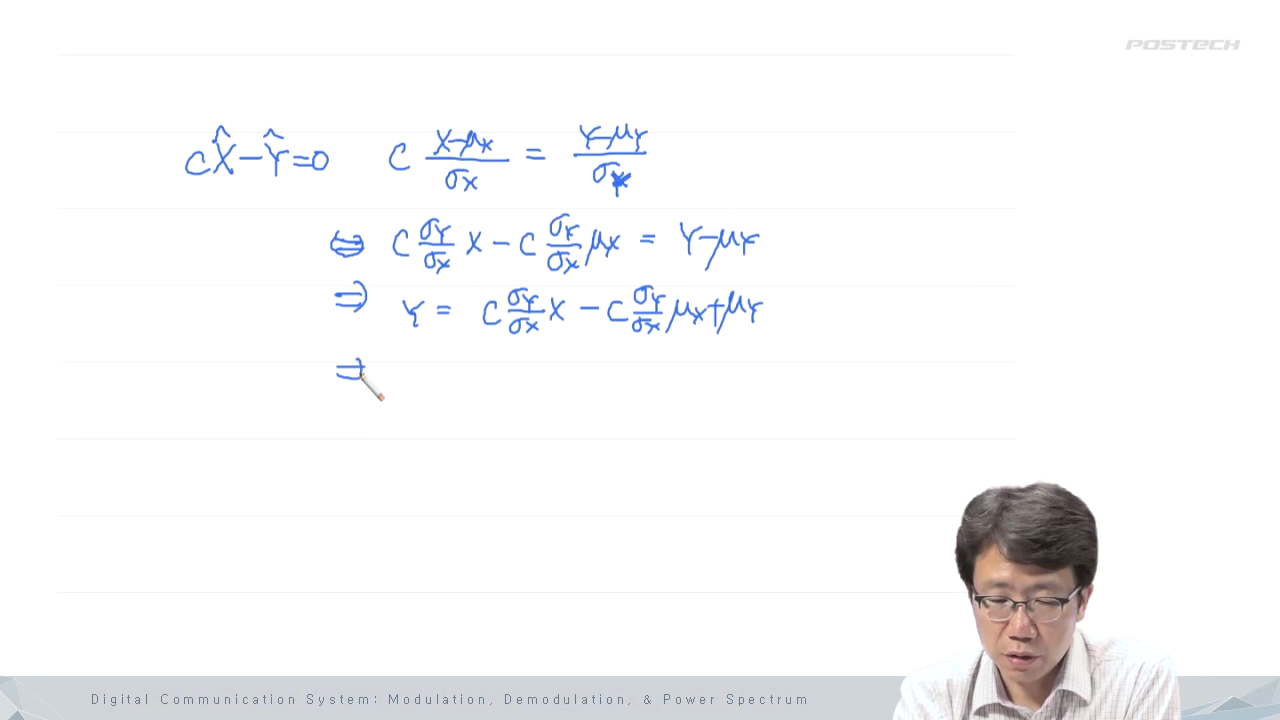 POSTECH
cX̂-Ŷ=0 C (X-μx)/σx = (Y-μY)/σY
⇔ C (σY/σx) X - C (σY/σx) μx = Y-μY
⇒ Y = C (σY/σx) X - C (σY/σx) μx+μY
⇒
Digital Communication System: Modulation, Demodulation, & Power Spectrum